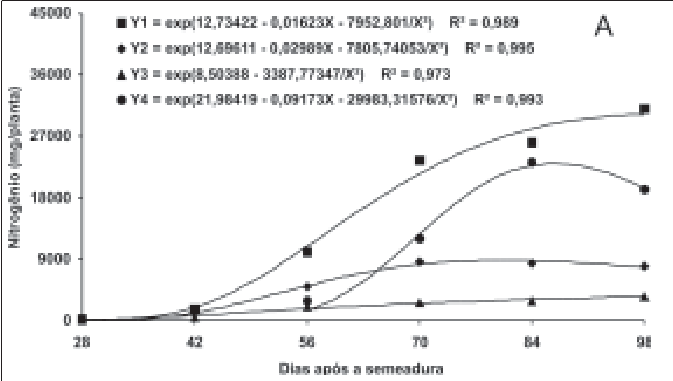 45000
36000
27000
18000
9000
0
Nitrogênio (mg/planta)
A
Y1 = exp(12,73422 - 0,01623X - 7952,801/X²) R² = 0,989
Y2 = exp(12,69611 - 0,02989X - 7805,74053/X²) R² = 0,995
Y3 = exp(8,50388 - 3387,77347/X²) R² = 0,973
Y4 = exp(21,98419 - 0,09173X - 29983,31576/X²) R² = 0,993
28 42 56 70 84 98
Dias após a semeadura